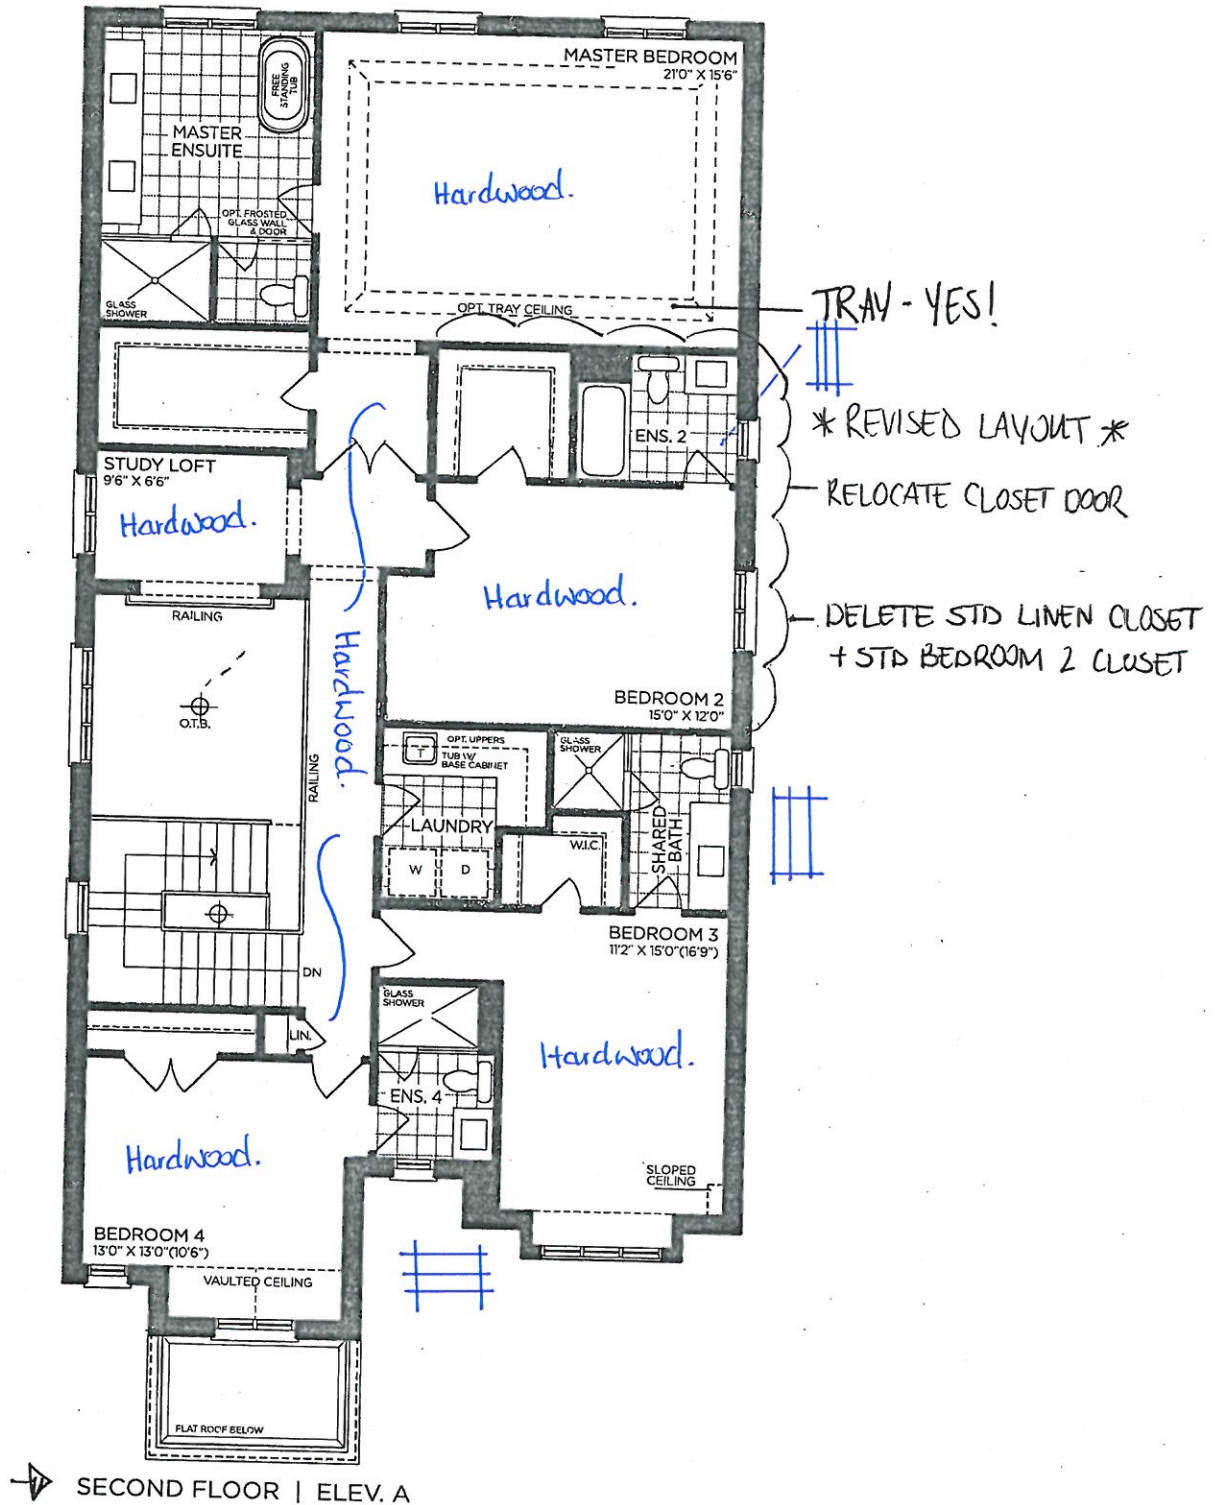 MASTER BEDROOM
21'0" X 15'6"
FREE
STANDING
TUB
MASTER
ENSUITE
Hardwood.
OPT. FROSTED
GLASS WALL
& DOOR
GLASS
SHOWER
OPT. TRAY CEILING
TRAY - YES!
* REVISED LAYOUT *
ENS. 2
STUDY LOFT
9'6" X 6'6"
Hardwood.
RELOCATE CLOSET DOOR
Hardwood.
RAILING
DELETE STD LINEN CLOSET
+ STD BEDROOM 2 CLOSET
Hardwood.
O.T.B.
BEDROOM 2
15'0" X 12'0"
RAILING
OPT. UPPERS
T
TUB W/
BASE CABINET
GLASS
SHOWER
LAUNDRY
W.I.C.
SHARED
BATH
W
D
BEDROOM 3
11'2" X 15'0"(16'9")
DN
GLASS
SHOWER
LIN.
Hardwood.
ENS. 4
Hardwood.
SLOPED
CEILING
BEDROOM 4
13'0" X 13'0"(10'6")
VAULTED CEILING
FLAT ROOF BELOW
SECOND FLOOR | ELEV. A